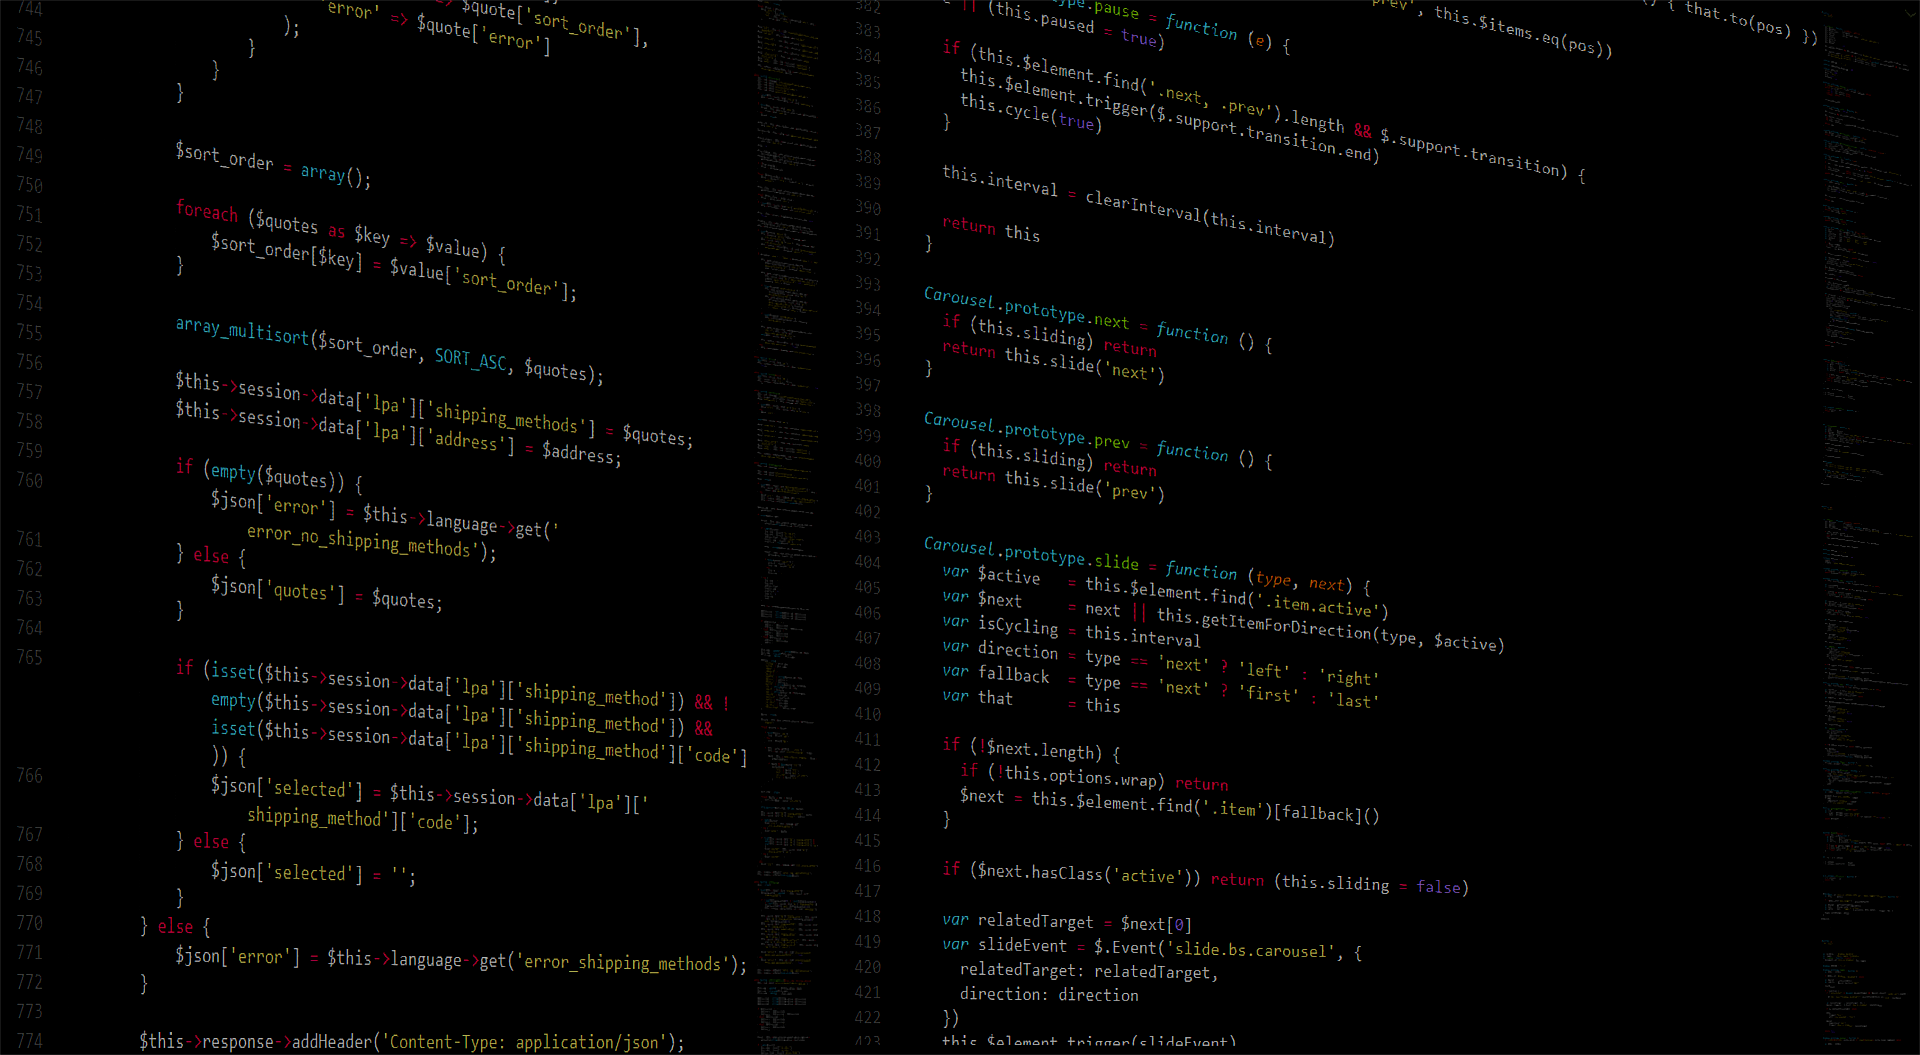 744
745
746
747
748
749
750
751
752
753
754
755
756
757
758
759
760
761
762
763
764
765
766
767
768
769
770
771
772
773
774
$quote['sort_order'],
'error' => $quote['error']
);
}
}
}
$sort_order = array();
foreach ($quotes as $key => $value) {
$sort_order[$key] = $value['sort_order'];
}
array_multisort($sort_order, SORT_ASC, $quotes);
$this->session->data['lpa']['shipping_methods'] = $quotes;
$this->session->data['lpa']['address'] = $address;
if (empty($quotes)) {
$json['error'] = $this->language->get('
error_no_shipping_methods');
} else {
$json['quotes'] = $quotes;
}
if (isset($this->session->data['lpa']['shipping_method']) && !
empty($this->session->data['lpa']['shipping_method']) &&
isset($this->session->data['lpa']['shipping_method']['code']
)) {
$json['selected'] = $this->session->data['lpa']['
shipping_method']['code'];
} else {
$json['selected'] = '';
}
} else {
$json['error'] = $this->language->get('error_shipping_methods');
}
$this->response->addHeader('Content-Type: application/json');
382
383
384
385
386
387
388
389
390
391
392
393
394
395
396
397
398
399
400
401
402
403
404
405
406
407
408
409
410
411
412
413
414
415
416
417
418
419
420
421
422
423
prev', this.$items.eq(pos))
{ that.to(pos) })
.pause = function (e) {
|| (this.paused = true)
if (this.$element.find('.next, .prev').length && $.support.transition) {
this.$element.trigger($.support.transition.end)
this.cycle(true)
}
this.interval = clearInterval(this.interval)
return this
}
Carousel.prototype.next = function () {
if (this.sliding) return
return this.slide('next')
}
Carousel.prototype.prev = function () {
if (this.sliding) return
return this.slide('prev')
}
Carousel.prototype.slide = function (type, next) {
var $active = this.$element.find('.item.active')
var $next = next || this.getItemForDirection(type, $active)
var isCycling = this.interval
var direction = type == 'next' ? 'left' : 'right'
var fallback = type == 'next' ? 'first' : 'last'
var that = this
if (!$next.length) {
if (!this.options.wrap) return
$next = this.$element.find('.item')[fallback]()
}
if ($next.hasClass('active')) return (this.sliding = false)
var relatedTarget = $next[0]
var slideEvent = $.Event('slide.bs.carousel', {
relatedTarget: relatedTarget,
direction: direction
})
this.$element.trigger(slideEvent)